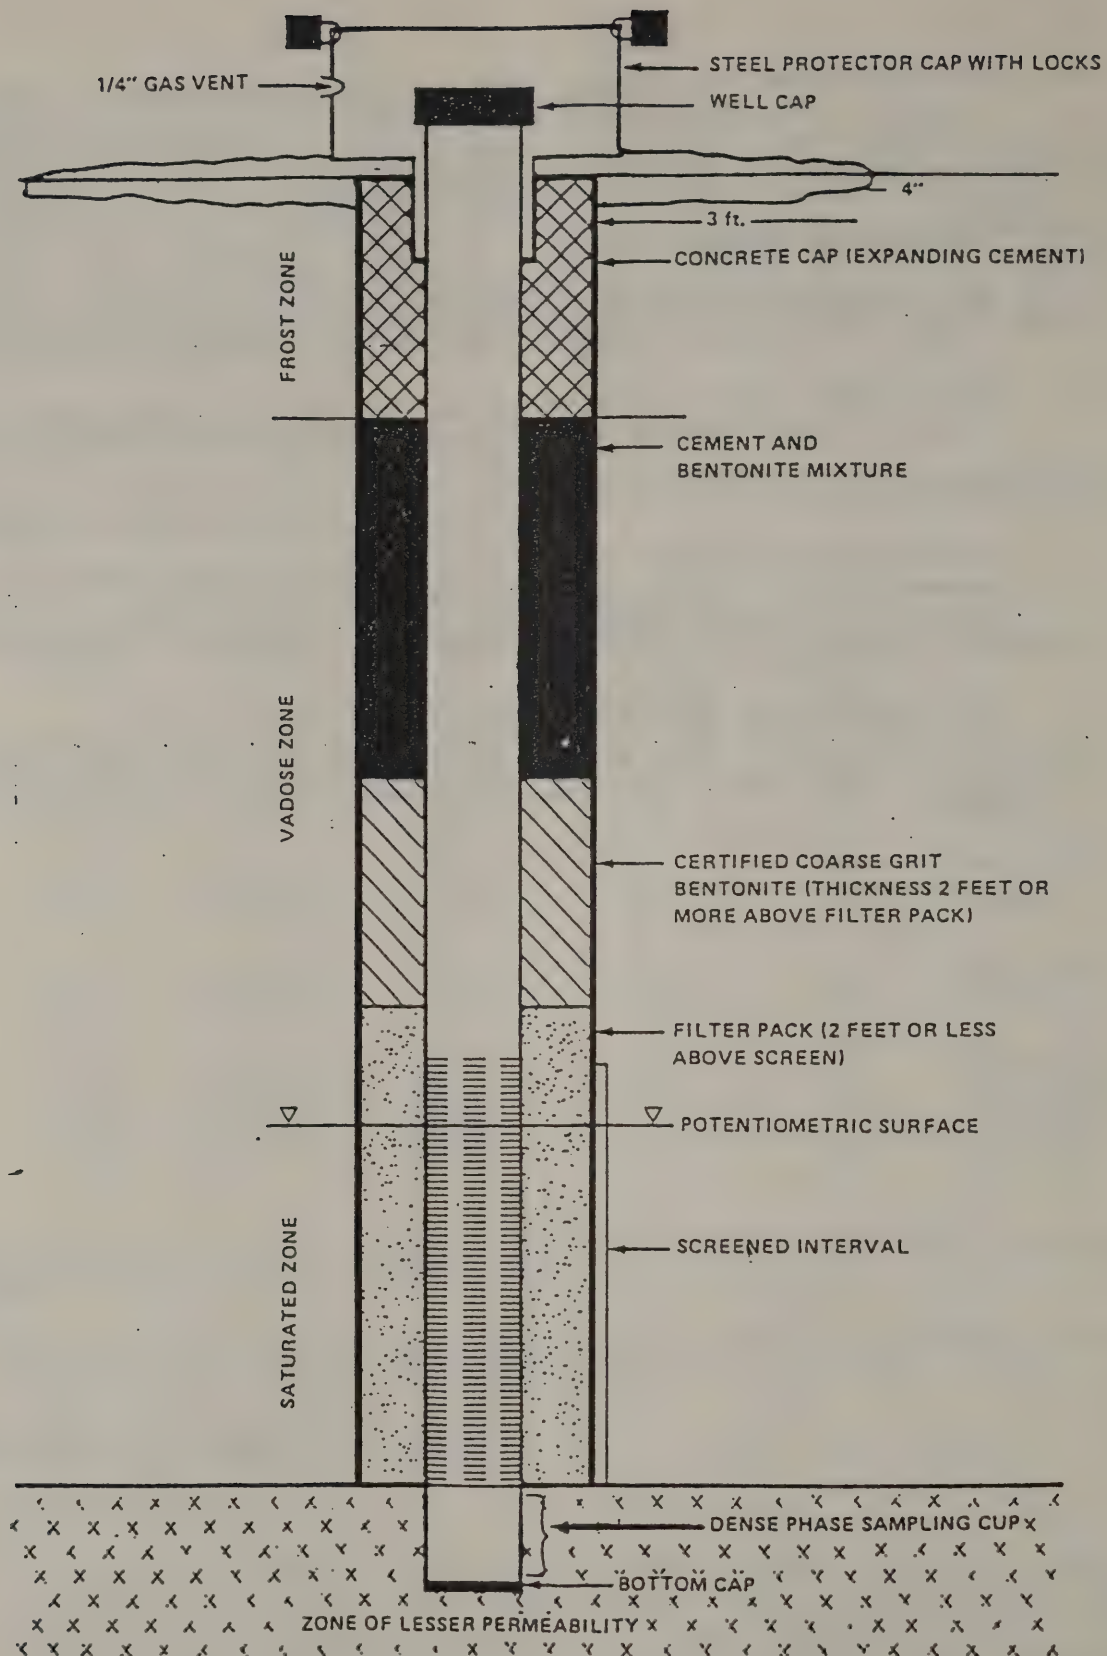 1/4" GAS VENT
STEEL PROTECTOR CAP WITH LOCKS
WELL CAP
4"
3 ft.
CONCRETE CAP (EXPANDING CEMENT)
FROST ZONE
CEMENT AND
BENTONITE MIXTURE
VADOSE ZONE
CERTIFIED COARSE GRIT
BENTONITE (THICKNESS 2 FEET OR
MORE ABOVE FILTER PACK)
FILTER PACK (2 FEET OR LESS
ABOVE SCREEN)
POTENTIOMETRIC SURFACE
SCREENED INTERVAL
SATURATED ZONE
DENSE PHASE SAMPLING CUP
BOTTOM CAP
ZONE OF LESSER PERMEABILITY